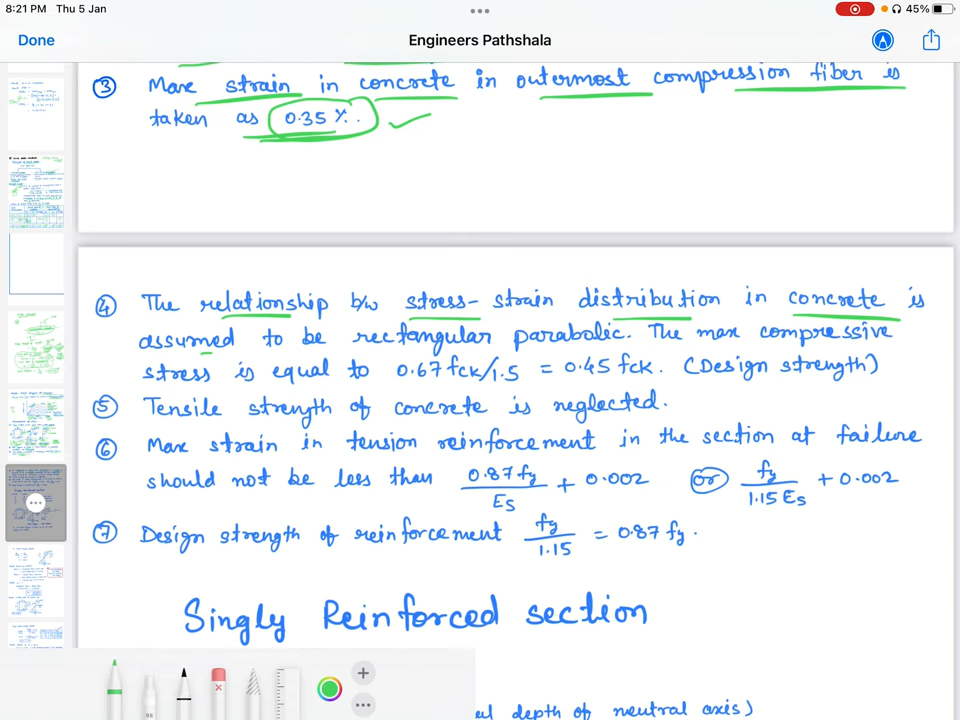 8:21 PM Thu 5 Jan
45%
Done
Engineers Pathshala
③ Max strain in concrete in outermost compression fiber is
taken as 0.35 %.
④ The relationship b/w stress-strain distribution in concrete is
assumed to be rectangular parabolic. The max compressive
stress is equal to 0.67 fck/1.5 = 0.45 fck. (Design strength)
⑤ Tensile strength of concrete is neglected.
⑥ Max strain in tension reinforcement in the section at failure
should not be less than 0.87 fy/Es + 0.002 or fy/1.15 Es + 0.002
⑦ Design strength of reinforcement fy/1.15 = 0.87 fy.
Singly Reinforced section
depth of neutral axis)